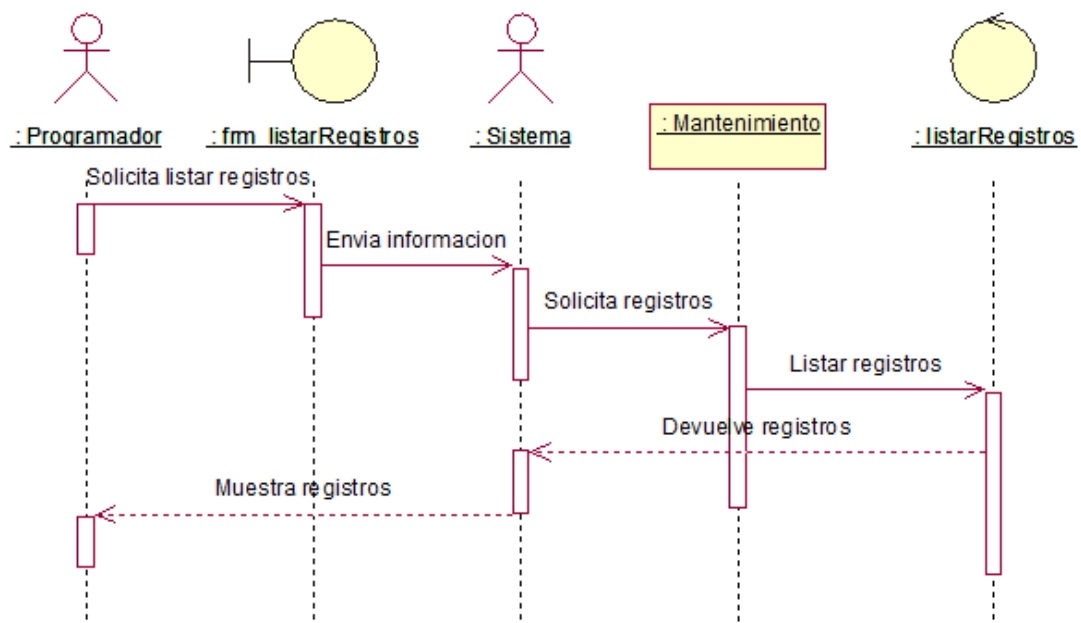 : Programador
: frm_listarRegistros
: Sistema
: Mantenimiento
: listarRegistros
Solicita listar registros
Envia informacion
Solicita registros
Listar registros
Devuelve registros
Muestra registros